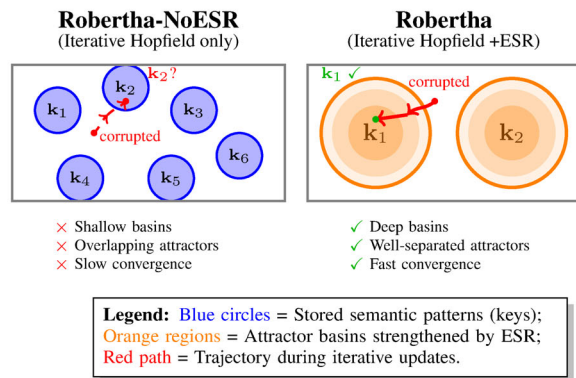 Robertha-NoESR
(Iterative Hopfield only)
k₂
k₂?
k₁
k₃
corrupted
k₆
k₄
k₅
✗ Shallow basins
✗ Overlapping attractors
✗ Slow convergence
Robertha
(Iterative Hopfield +ESR)
k₁ ✓
corrupted
k₁
k₂
✓ Deep basins
✓ Well-separated attractors
✓ Fast convergence
Legend: Blue circles = Stored semantic patterns (keys);
Orange regions = Attractor basins strengthened by ESR;
Red path = Trajectory during iterative updates.